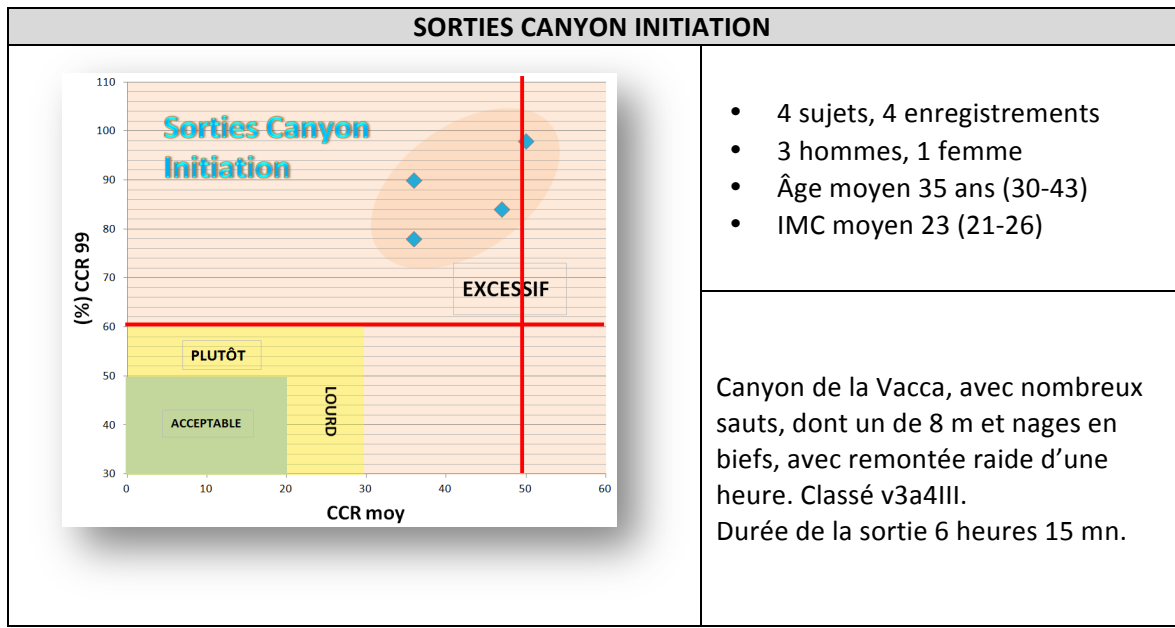 SORTIES CANYON INITIATION
110
100
90
80
70
60
50
40
30
(%) CCR 99
Sorties Canyon
Initiation
EXCESSIF
PLUTÔT
LOURD
ACCEPTABLE
0
10
20
30
40
50
60
CCR moy
• 4 sujets, 4 enregistrements
• 3 hommes, 1 femme
• Âge moyen 35 ans (30-43)
• IMC moyen 23 (21-26)
Canyon de la Vacca, avec nombreux
sauts, dont un de 8 m et nages en
biefs, avec remontée raide d’une
heure. Classé v3a4III.
Durée de la sortie 6 heures 15 mn.